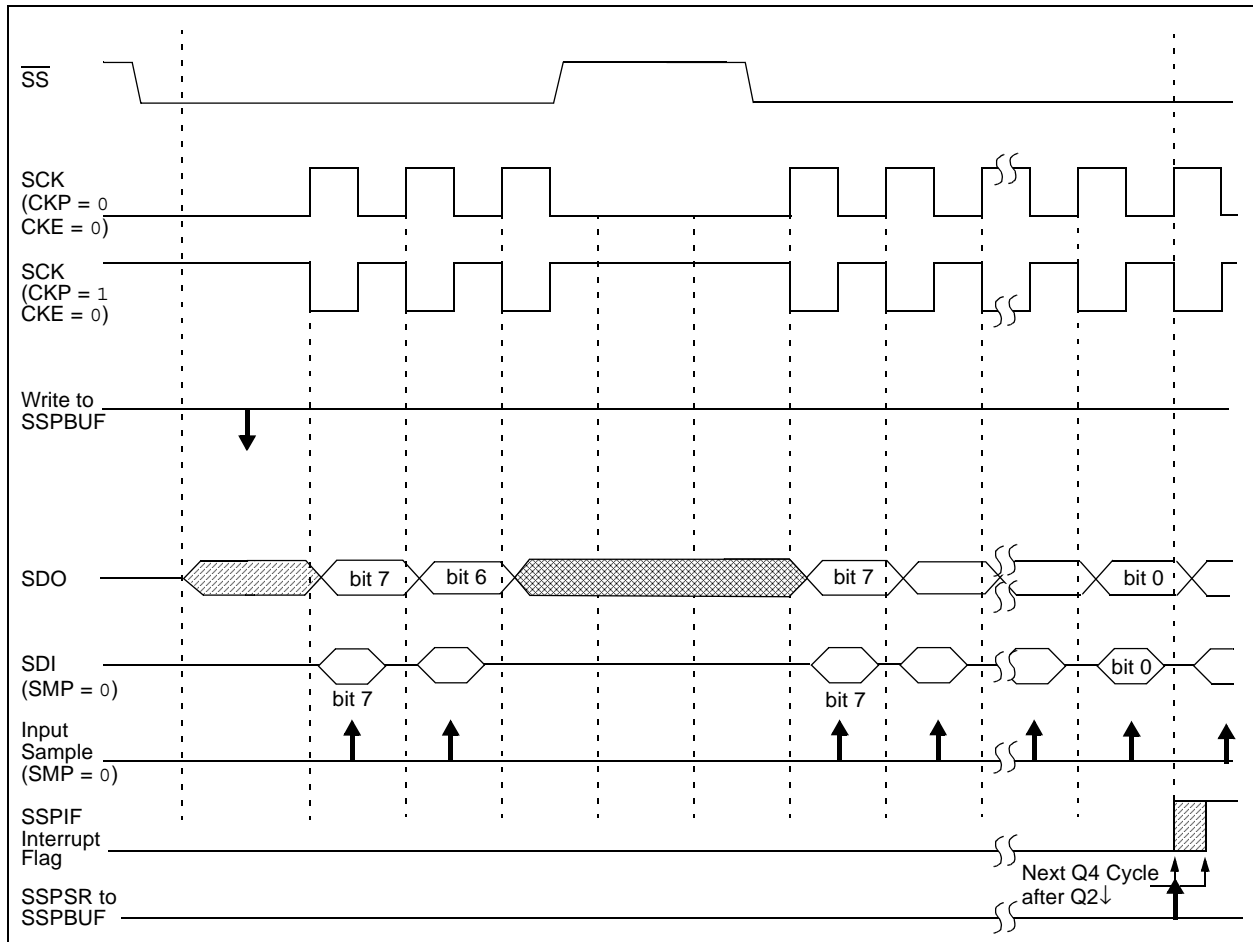 SS
SCK
(CKP = 0
CKE = 0)
SCK
(CKP = 1
CKE = 0)
Write to
SSPBUF
SDO
bit 7
bit 6
bit 7
bit 0
SDI
(SMP = 0)
bit 7
bit 7
bit 0
Input
Sample
(SMP = 0)
SSPIF
Interrupt
Flag
Next Q4 Cycle
after Q2↓
SSPSR to
SSPBUF